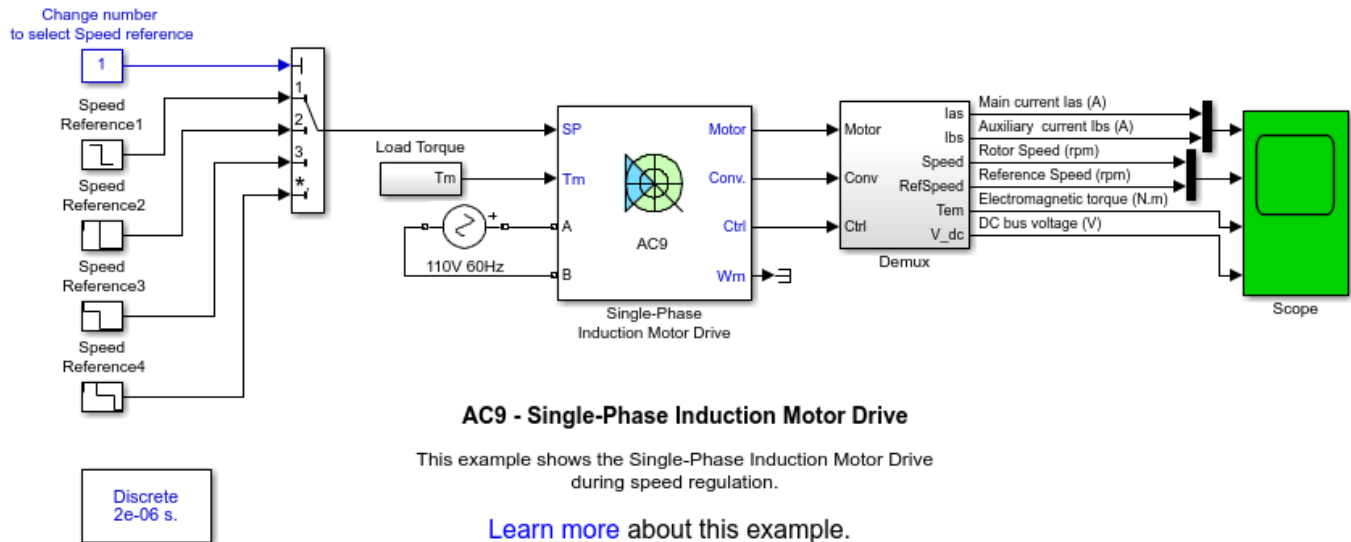 Change number
to select Speed reference
1
Speed
Reference1
Speed
Reference2
Speed
Reference3
Speed
Reference4
1
2
3
*
Load Torque
Tm
110V 60Hz
+
SP
Tm
A
B
Motor
Conv.
Ctrl
Wm
AC9
Single-Phase
Induction Motor Drive
Motor
Conv
Ctrl
Ias
Ibs
Speed
RefSpeed
Tem
V_dc
Demux
Main current Ias (A)
Auxiliary current Ibs (A)
Rotor Speed (rpm)
Reference Speed (rpm)
Electromagnetic torque (N.m)
DC bus voltage (V)
Scope
AC9 - Single-Phase Induction Motor Drive
This example shows the Single-Phase Induction Motor Drive
during speed regulation.
Learn more about this example.
Discrete
2e-06 s.